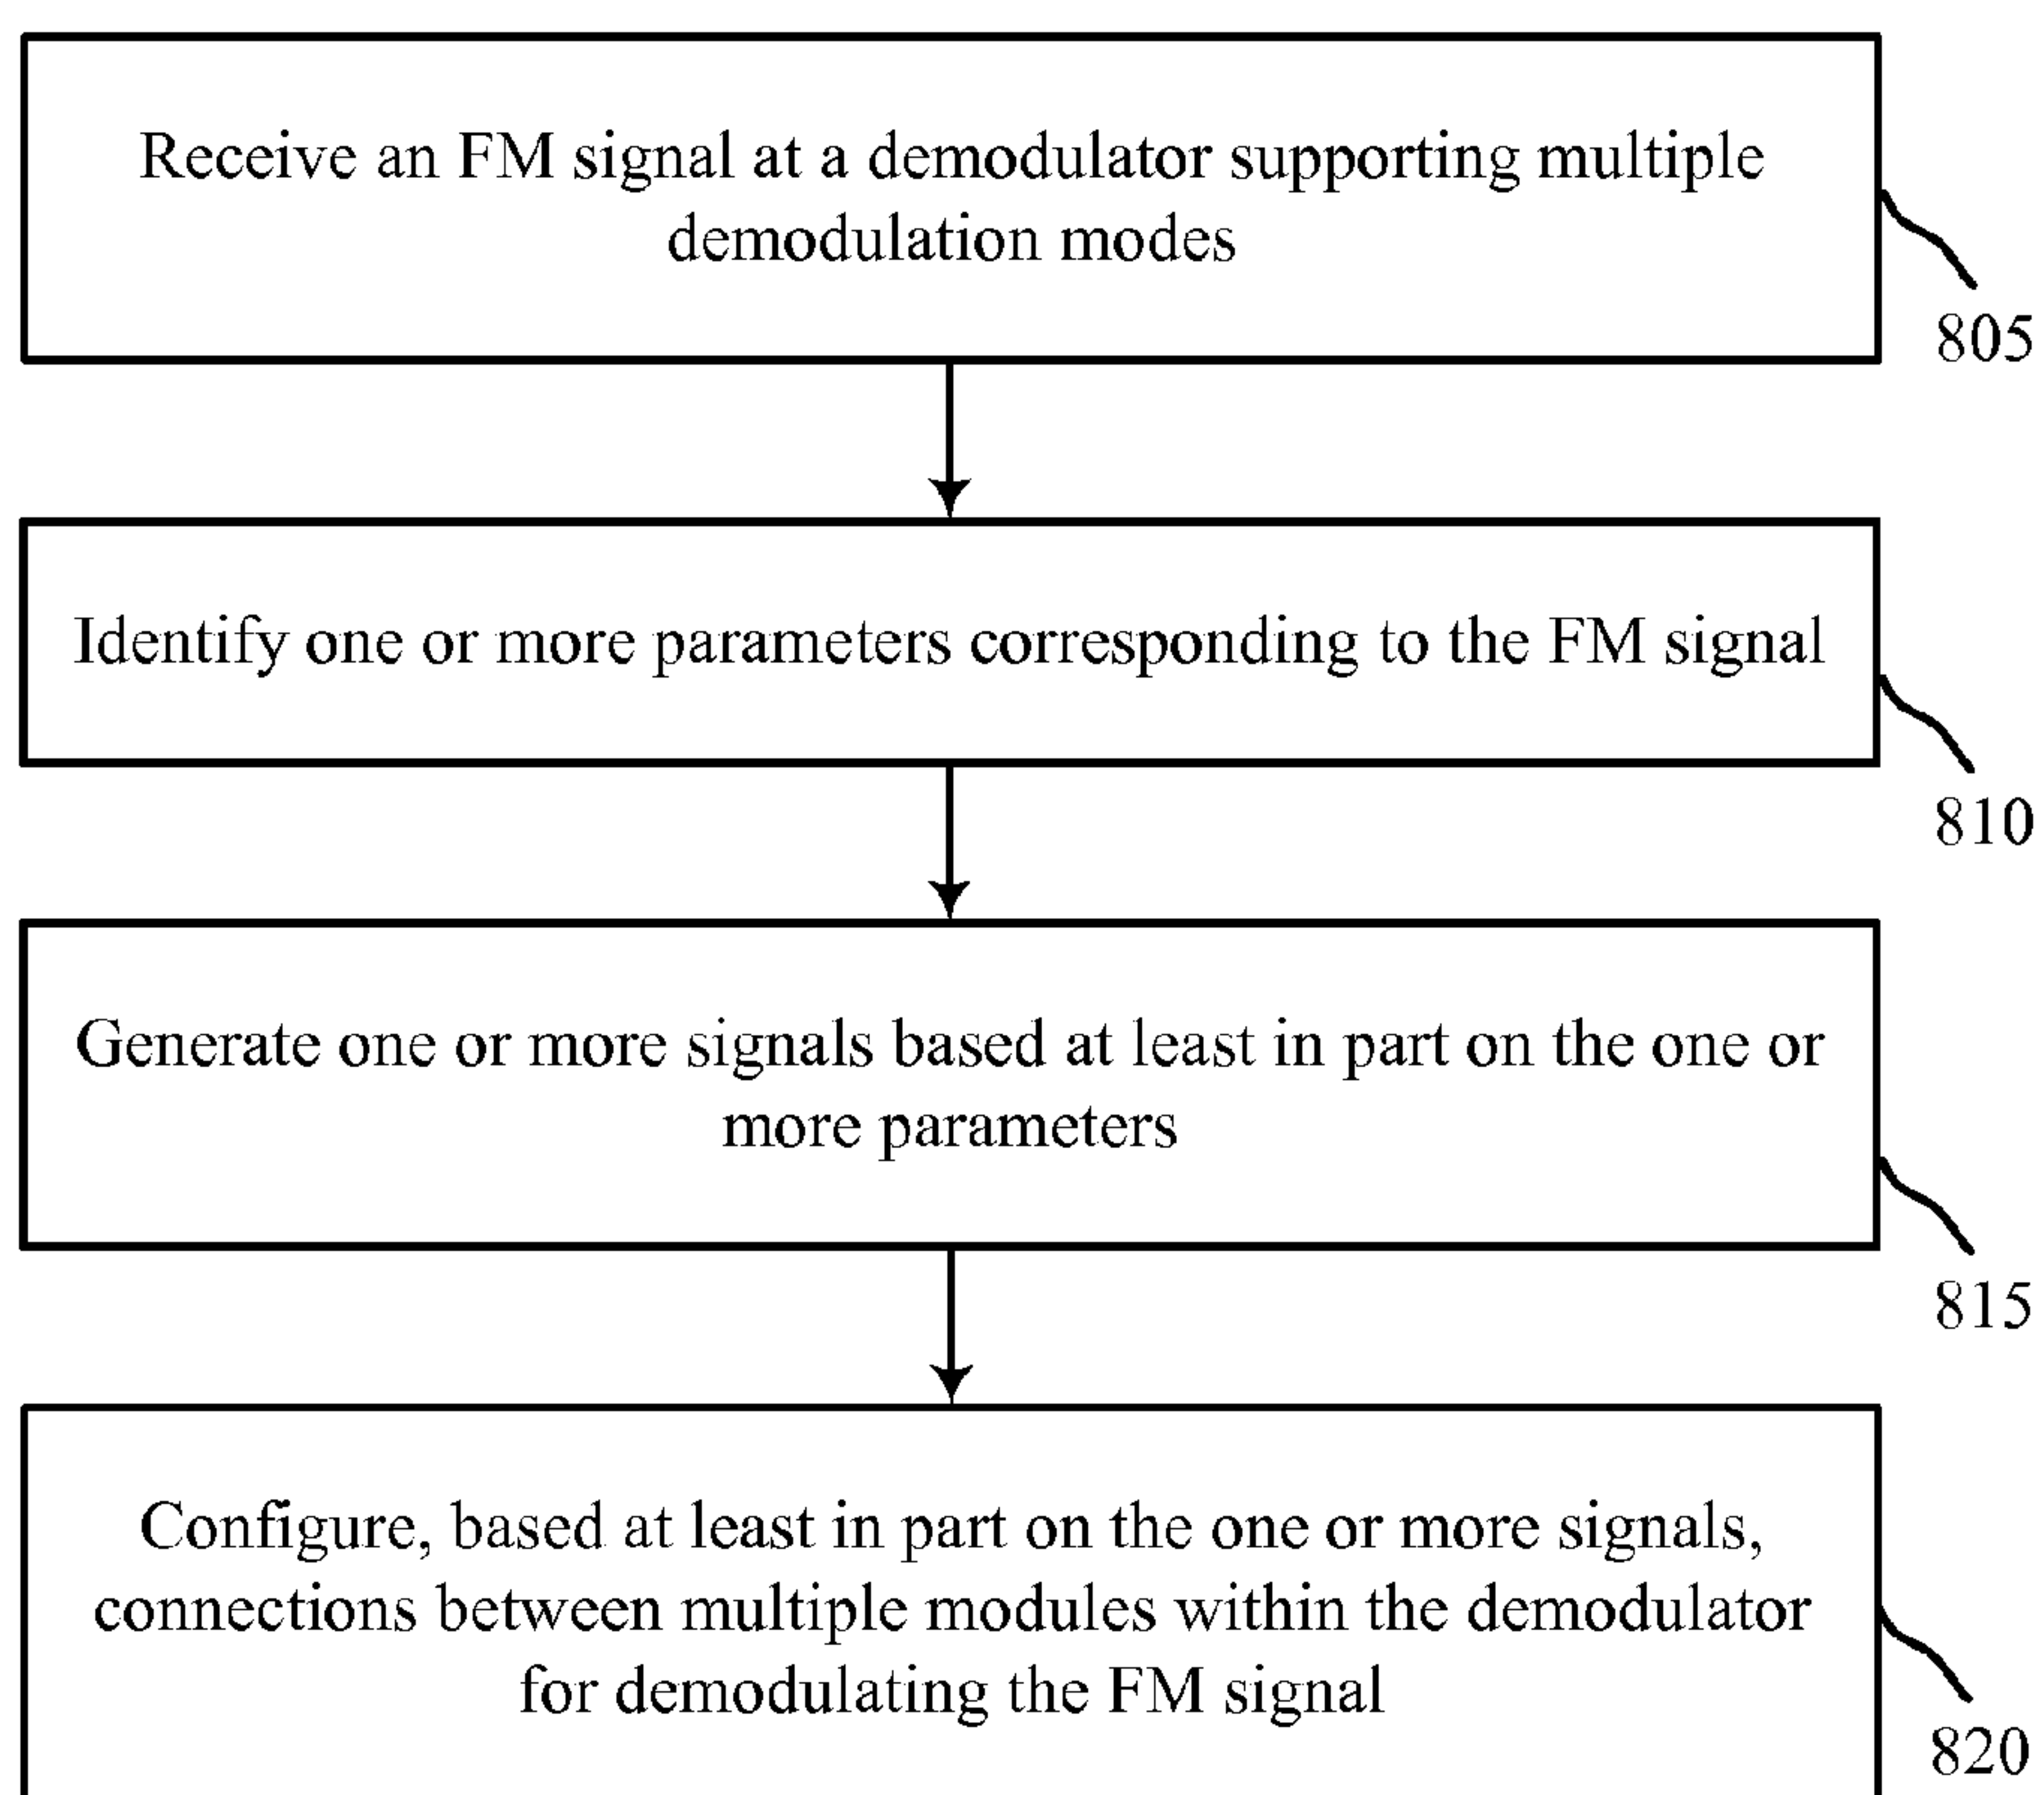 Receive an FM signal at a demodulator supporting multiple
demodulation modes
805
Identify one or more parameters corresponding to the FM signal
810
Generate one or more signals based at least in part on the one or
more parameters
815
Configure, based at least in part on the one or more signals,
connections between multiple modules within the demodulator
for demodulating the FM signal
820